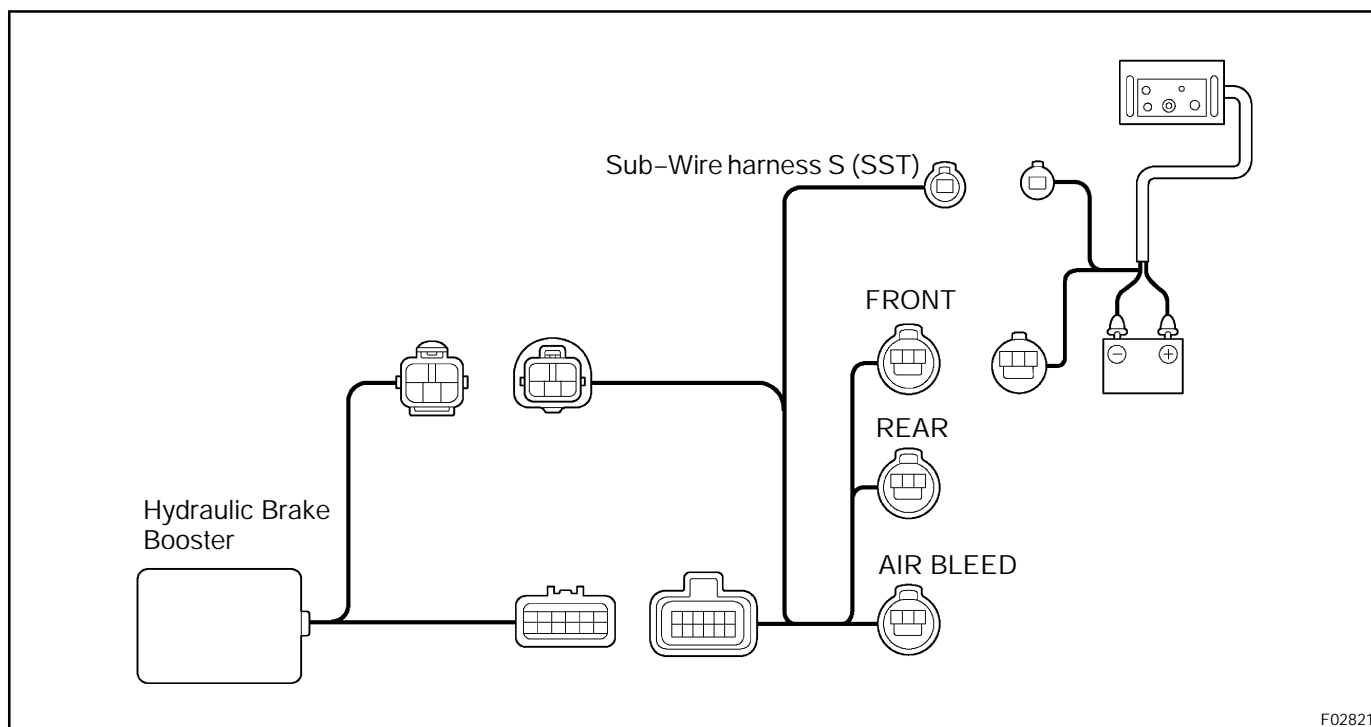 Sub-Wire harness S (SST)
FRONT
REAR
Hydraulic Brake
Booster
AIR BLEED
− +
F02821